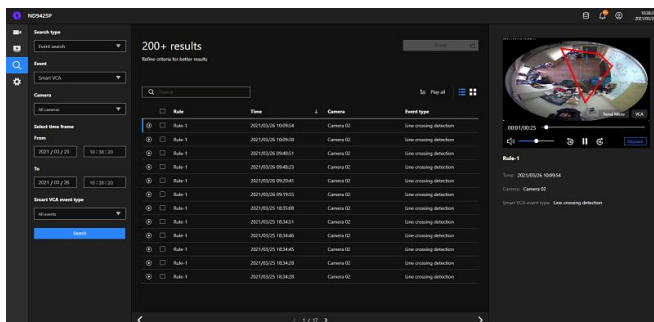 ND9425P
Search type
Event search
Event
Smart VCA
Camera
All cameras
Select time frame
From
2021 / 03 / 25 10 : 38 : 20
To
2021 / 03 / 26 10 : 38 : 20
Smart VCA event type
All events
Search
200+ results
Refine criteria for better results
Search
Play all
Rule Time Camera Event type
Rule-1 2021/03/26 10:09:54 Camera 02 Line crossing detection
Rule-1 2021/03/26 10:09:30 Camera 02 Line crossing detection
Rule-1 2021/03/26 09:48:51 Camera 02 Line crossing detection
Rule-1 2021/03/26 09:48:23 Camera 02 Line crossing detection
Rule-1 2021/03/26 09:20:41 Camera 02 Line crossing detection
Rule-1 2021/03/26 09:19:55 Camera 02 Line crossing detection
Rule-1 2021/03/25 18:35:08 Camera 02 Line crossing detection
Rule-1 2021/03/25 18:34:51 Camera 02 Line crossing detection
Rule-1 2021/03/25 18:34:46 Camera 02 Line crossing detection
Rule-1 2021/03/25 18:34:45 Camera 02 Line crossing detection
Rule-1 2021/03/25 18:34:28 Camera 02 Line crossing detection
Rule-1 2021/03/25 18:34:28 Camera 02 Line crossing detection
1 / 17
VCA
00:01/00:25
Playback
Rule-1
Time: 2021/03/26 10:09:54
Camera: Camera 02
Smart VCA event type: Line crossing detection